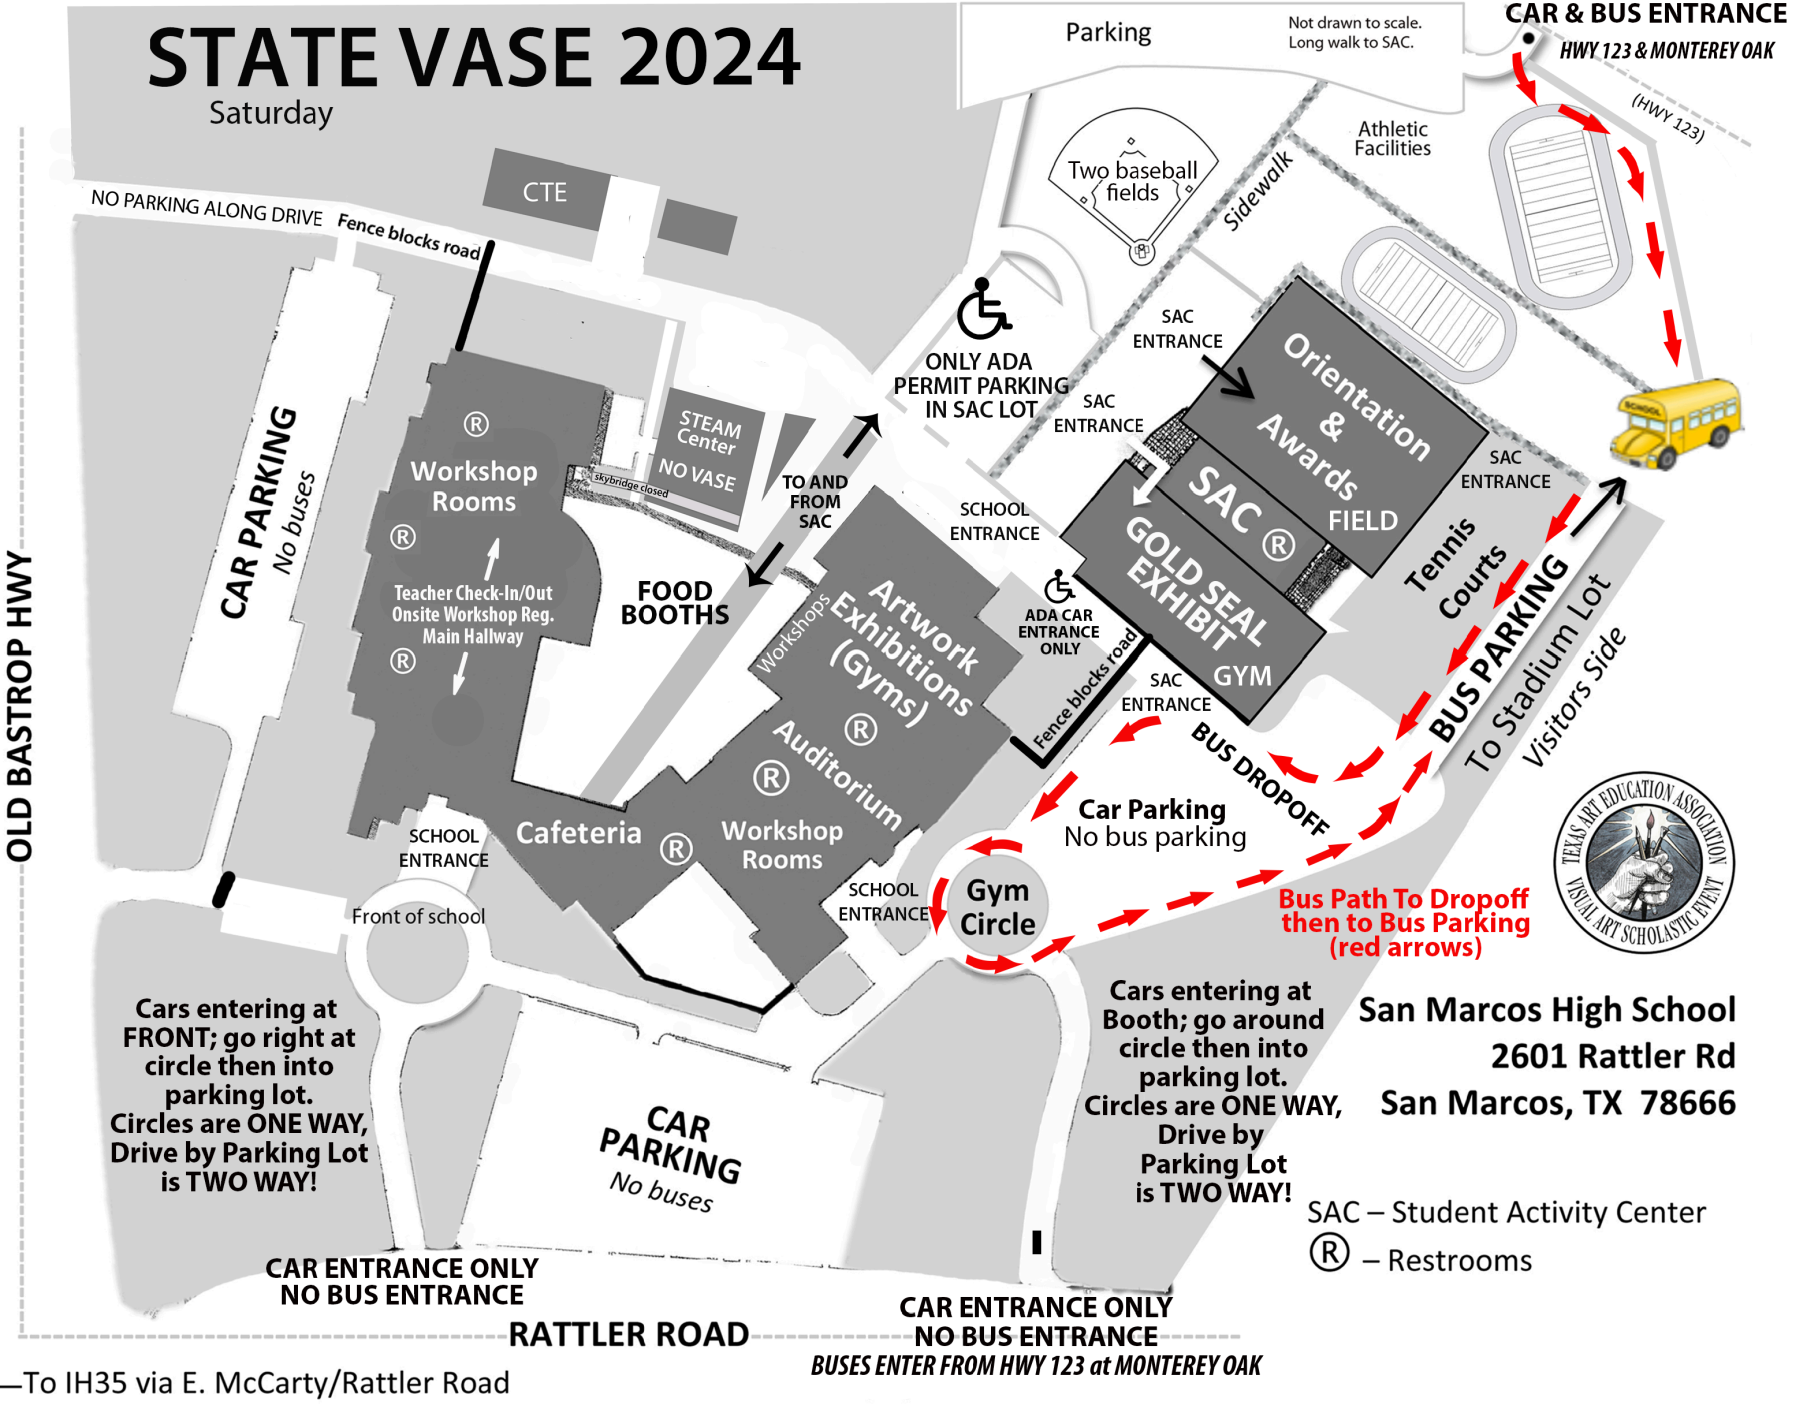 STATE VASE 2024
Saturday
Parking
Not drawn to scale.
Long walk to SAC.
CAR & BUS ENTRANCE
HWY 123 & MONTEREY OAK
(HWY 123)
Athletic
Facilities
Two baseball
fields
Sidewalk
CTE
NO PARKING ALONG DRIVE
Fence blocks road
OLD BASTROP HWY
CAR PARKING
No buses
ONLY ADA
PERMIT PARKING
IN SAC LOT
SAC
ENTRANCE
SAC
ENTRANCE
Orientation
&
Awards
FIELD
SAC ®
GOLD SEAL
EXHIBIT
GYM
SAC
ENTRANCE
SCHOOL
®
Workshop
Rooms
®
Teacher Check-In/Out
Onsite Workshop Reg.
Main Hallway
®
STEAM
Center
NO VASE
skybridge closed
TO AND
FROM
SAC
FOOD
BOOTHS
SCHOOL
ENTRANCE
ADA CAR
ENTRANCE
ONLY
Fence blocks road
Workshops
Artwork
Exhibitions
(Gyms)
®
Auditorium
®
Workshop
Rooms
Cafeteria
®
SAC
ENTRANCE
BUS DROPOFF
Tennis
Courts
BUS PARKING
To Stadium Lot
Visitors Side
Car Parking
No bus parking
Gym
Circle
SCHOOL
ENTRANCE
SCHOOL
ENTRANCE
Front of school
Bus Path To Dropoff
then to Bus Parking
(red arrows)
TEXAS ART EDUCATION ASSOCIATION
VISUAL ART SCHOLASTIC EVENT
Cars entering at
FRONT; go right at
circle then into
parking lot.
Circles are ONE WAY,
Drive by Parking Lot
is TWO WAY!
CAR
PARKING
No buses
Cars entering at
Booth; go around
circle then into
parking lot.
Circles are ONE WAY,
Drive by
Parking Lot
is TWO WAY!
San Marcos High School
2601 Rattler Rd
San Marcos, TX 78666
SAC – Student Activity Center
® – Restrooms
CAR ENTRANCE ONLY
NO BUS ENTRANCE
CAR ENTRANCE ONLY
NO BUS ENTRANCE
BUSES ENTER FROM HWY 123 at MONTEREY OAK
RATTLER ROAD
—To IH35 via E. McCarty/Rattler Road